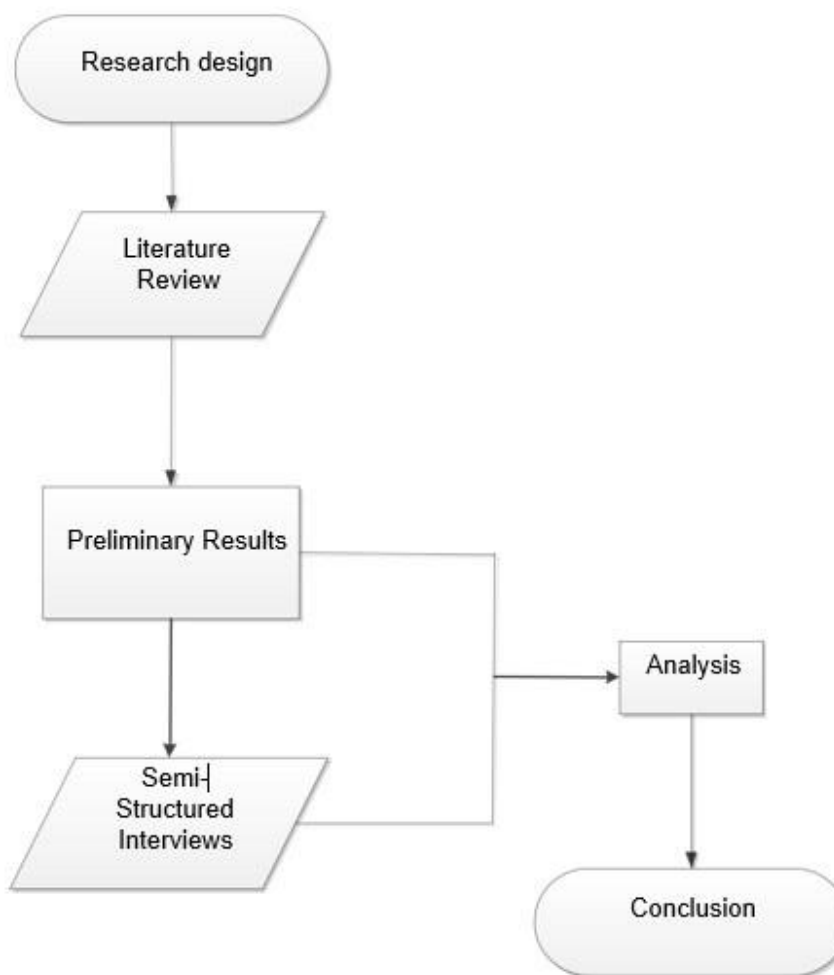 Research design
Literature
Review
Preliminary Results
Semi-
Structured
Interviews
Analysis
Conclusion